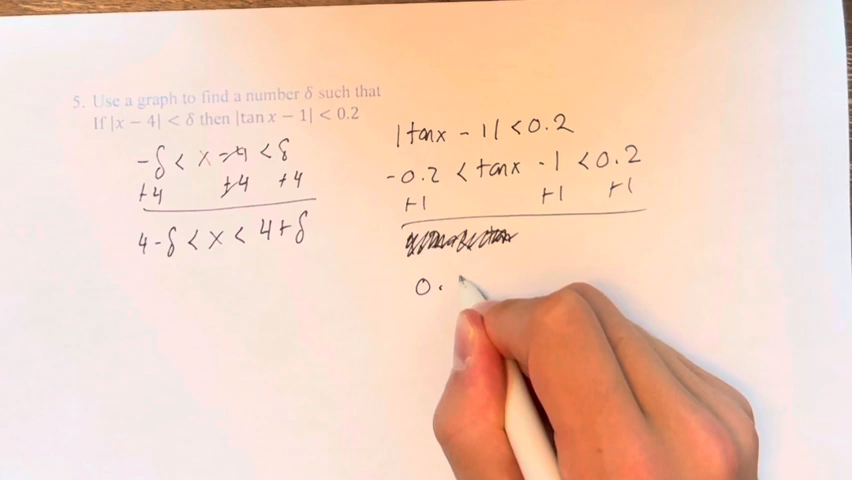 5. Use a graph to find a number δ such that
If |x − 4| < δ then |tan x − 1| < 0.2
-δ < x -4 < δ
+4 +4 +4
4-δ < x < 4+δ
|tanx - 1| < 0.2
-0.2 < tanx - 1 < 0.2
+1 +1 +1
0.